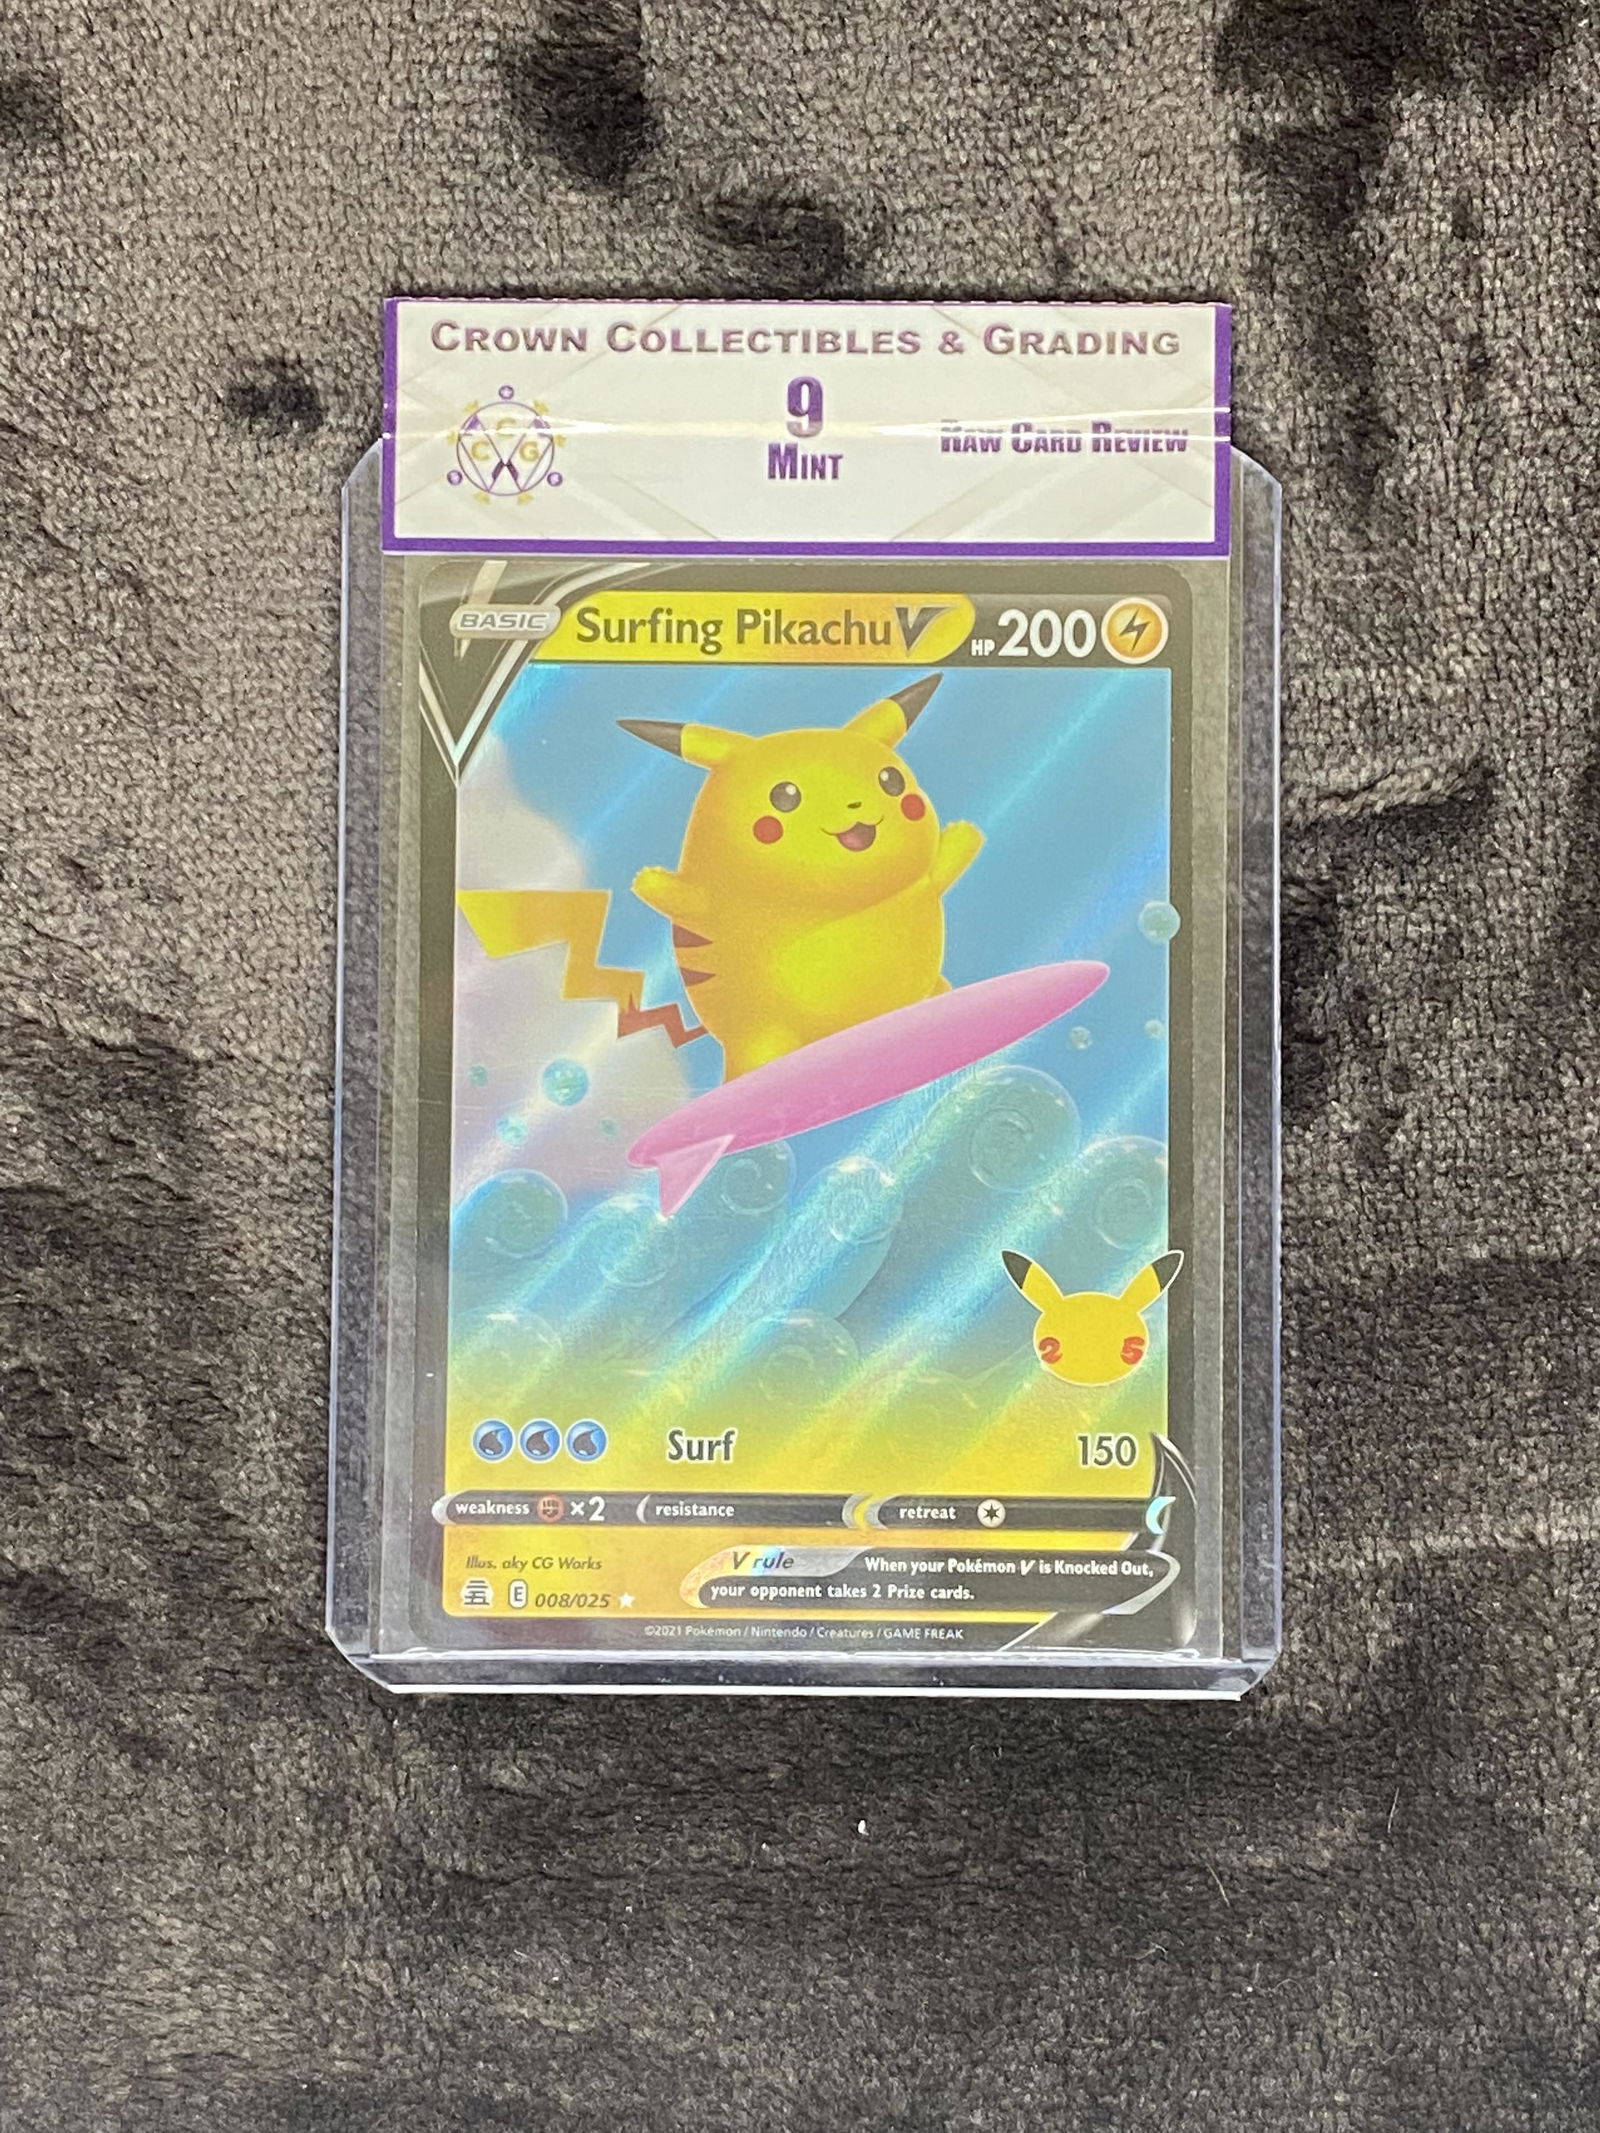 CROWN COLLECTIBLES & GRADING
CCG
9
MINT
RAW CARD REVIEW
BASIC
Surfing Pikachu V
HP 200
25
Surf 150
weakness ×2 resistance retreat
Illus. aky CG Works
V rule When your Pokémon V is Knocked Out,
your opponent takes 2 Prize cards.
E 008/025
©2021 Pokémon / Nintendo / Creatures / GAME FREAK